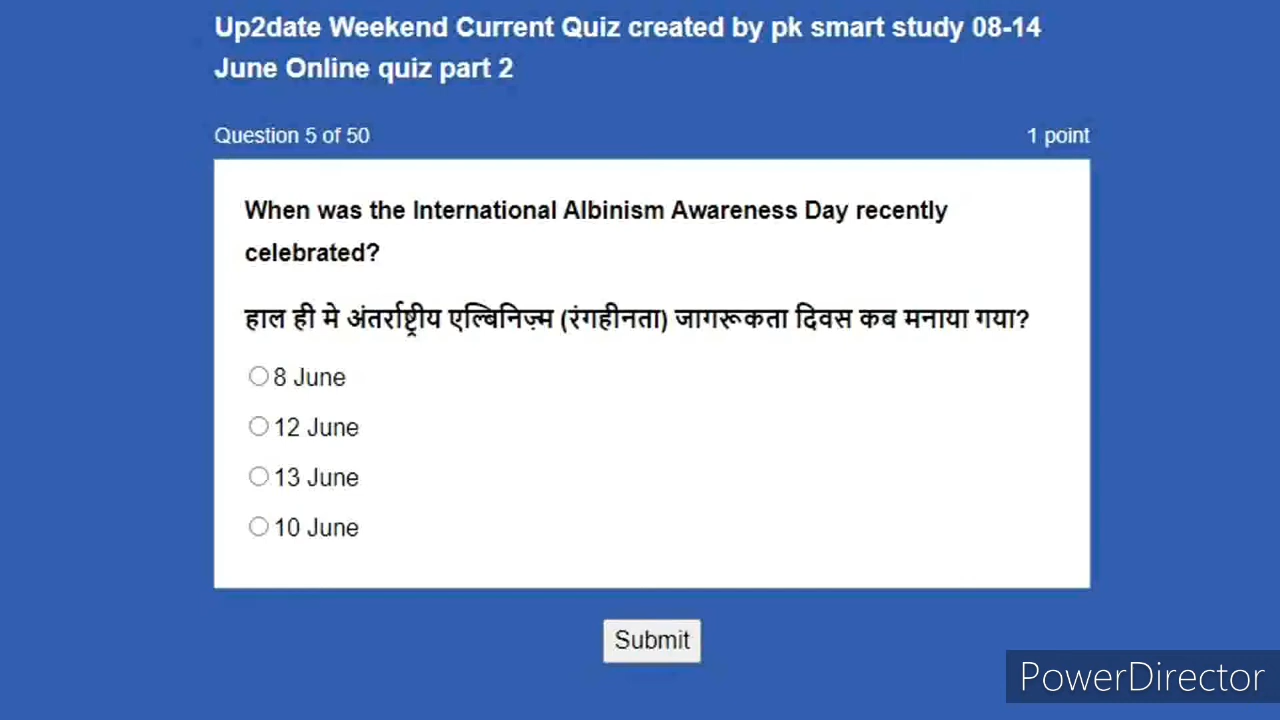 Up2date Weekend Current Quiz created by pk smart study 08-14
June Online quiz part 2
Question 5 of 50
1 point
When was the International Albinism Awareness Day recently
celebrated?
हाल ही मे अंतर्राष्ट्रीय एल्बिनिज़्म (रंगहीनता) जागरूकता दिवस कब मनाया गया?
8 June
12 June
13 June
10 June
Submit
PowerDirector